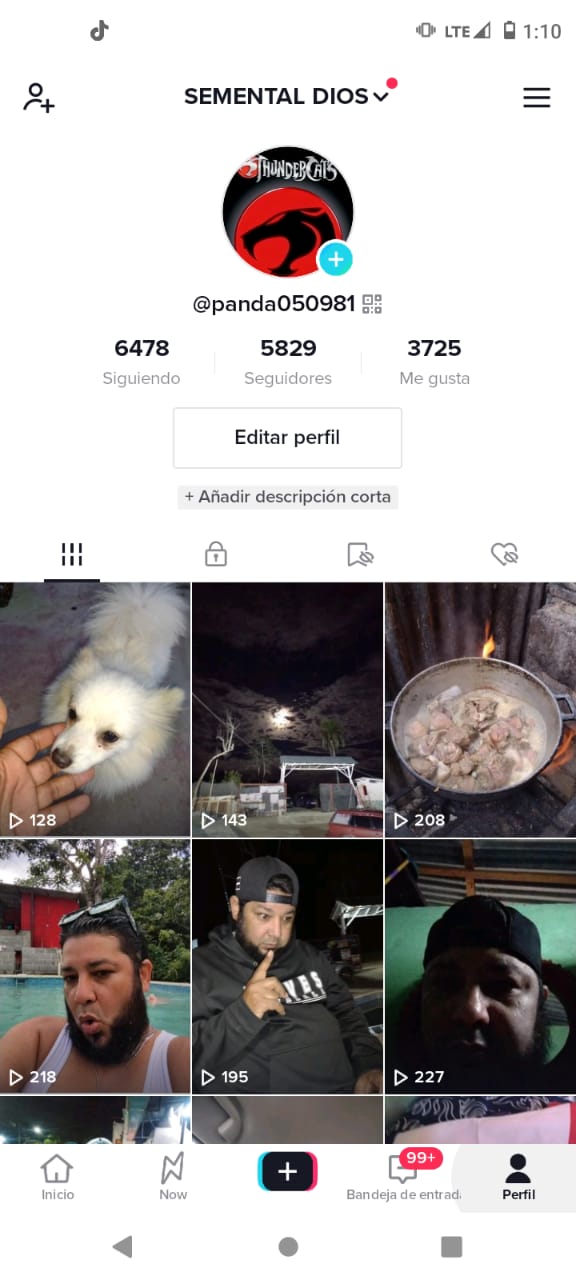 LTE 1:10
SEMENTAL DIOS
THUNDERCATS
@panda050981
6478 5829 3725
Siguiendo Seguidores Me gusta
Editar perfil
+ Añadir descripción corta
128 143 208
218 195 227
99+
Inicio Now Bandeja de entrada Perfil